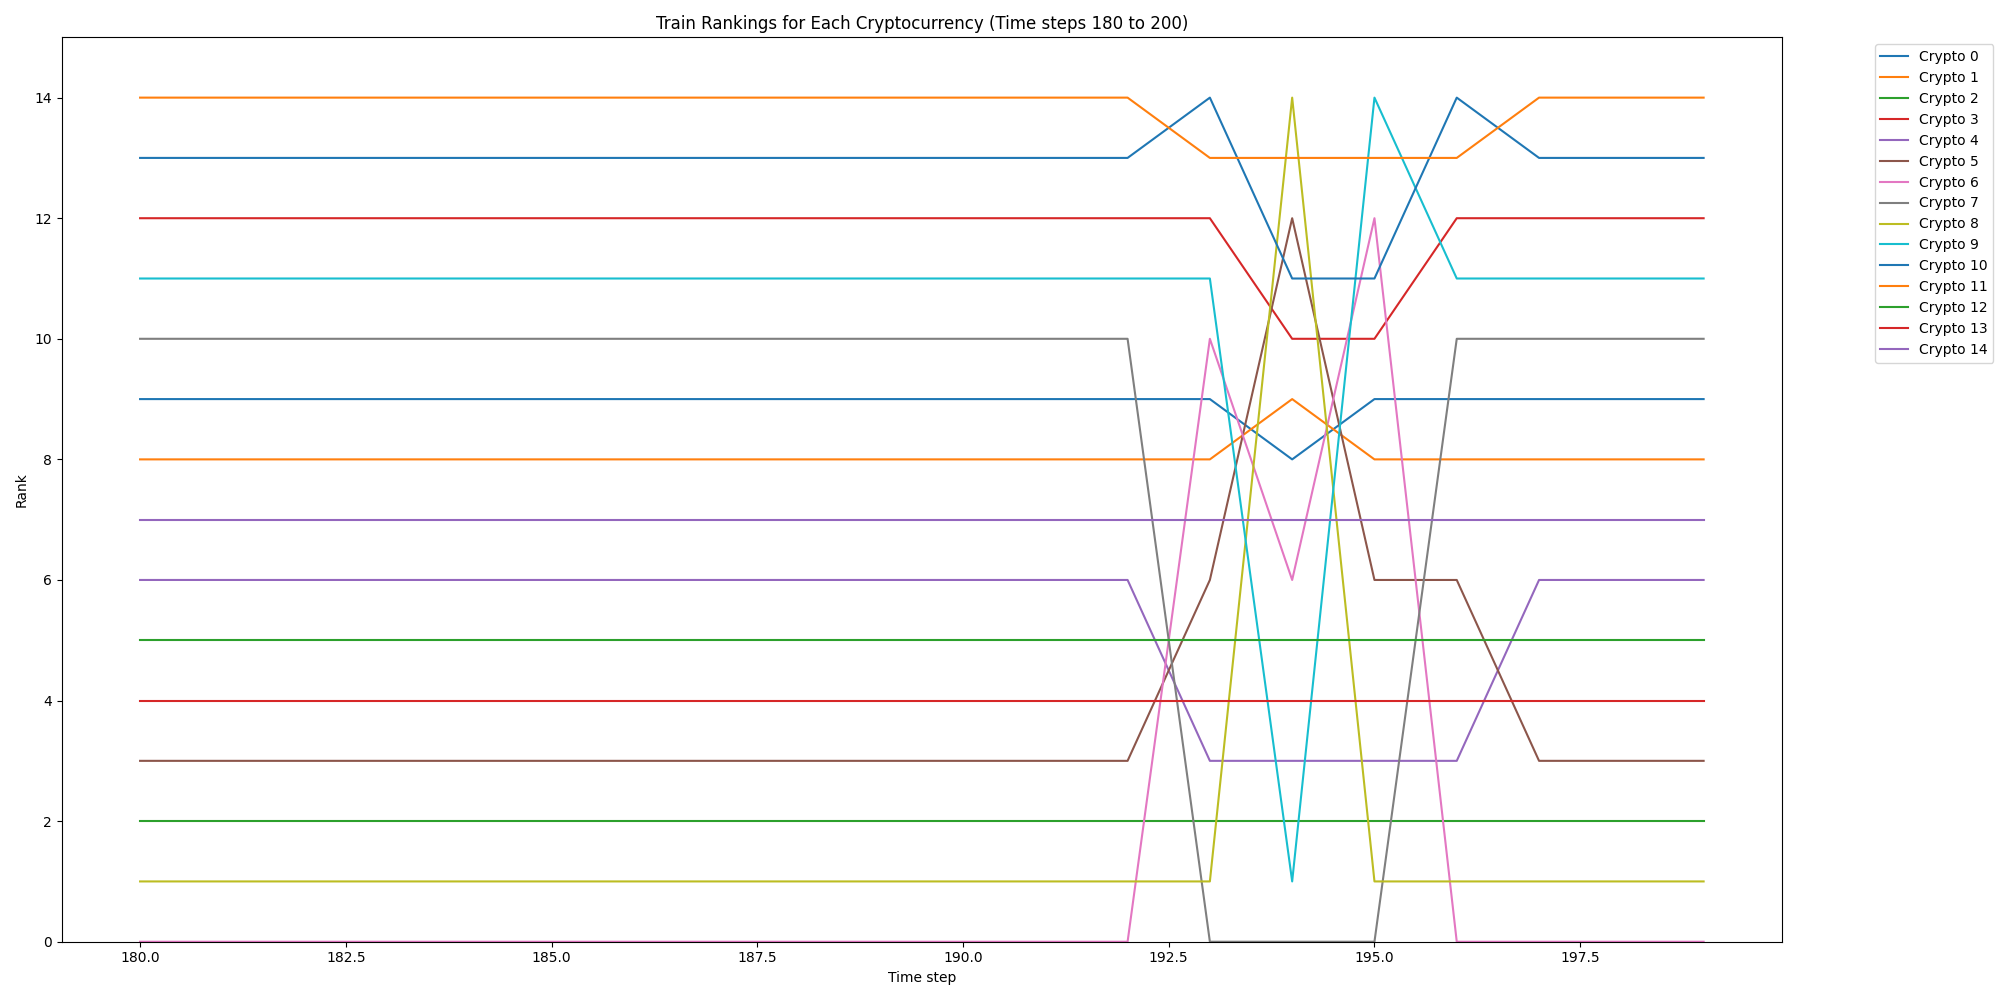 Train Rankings for Each Cryptocurrency (Time steps 180 to 200)
Crypto 0
Crypto 1
Crypto 2
Crypto 3
Crypto 4
Crypto 5
Crypto 6
Crypto 7
Crypto 8
Crypto 9
Crypto 10
Crypto 11
Crypto 12
Crypto 13
Crypto 14
Rank
14
12
10
8
6
4
2
0
180.0
182.5
185.0
187.5
190.0
192.5
195.0
197.5
Time step